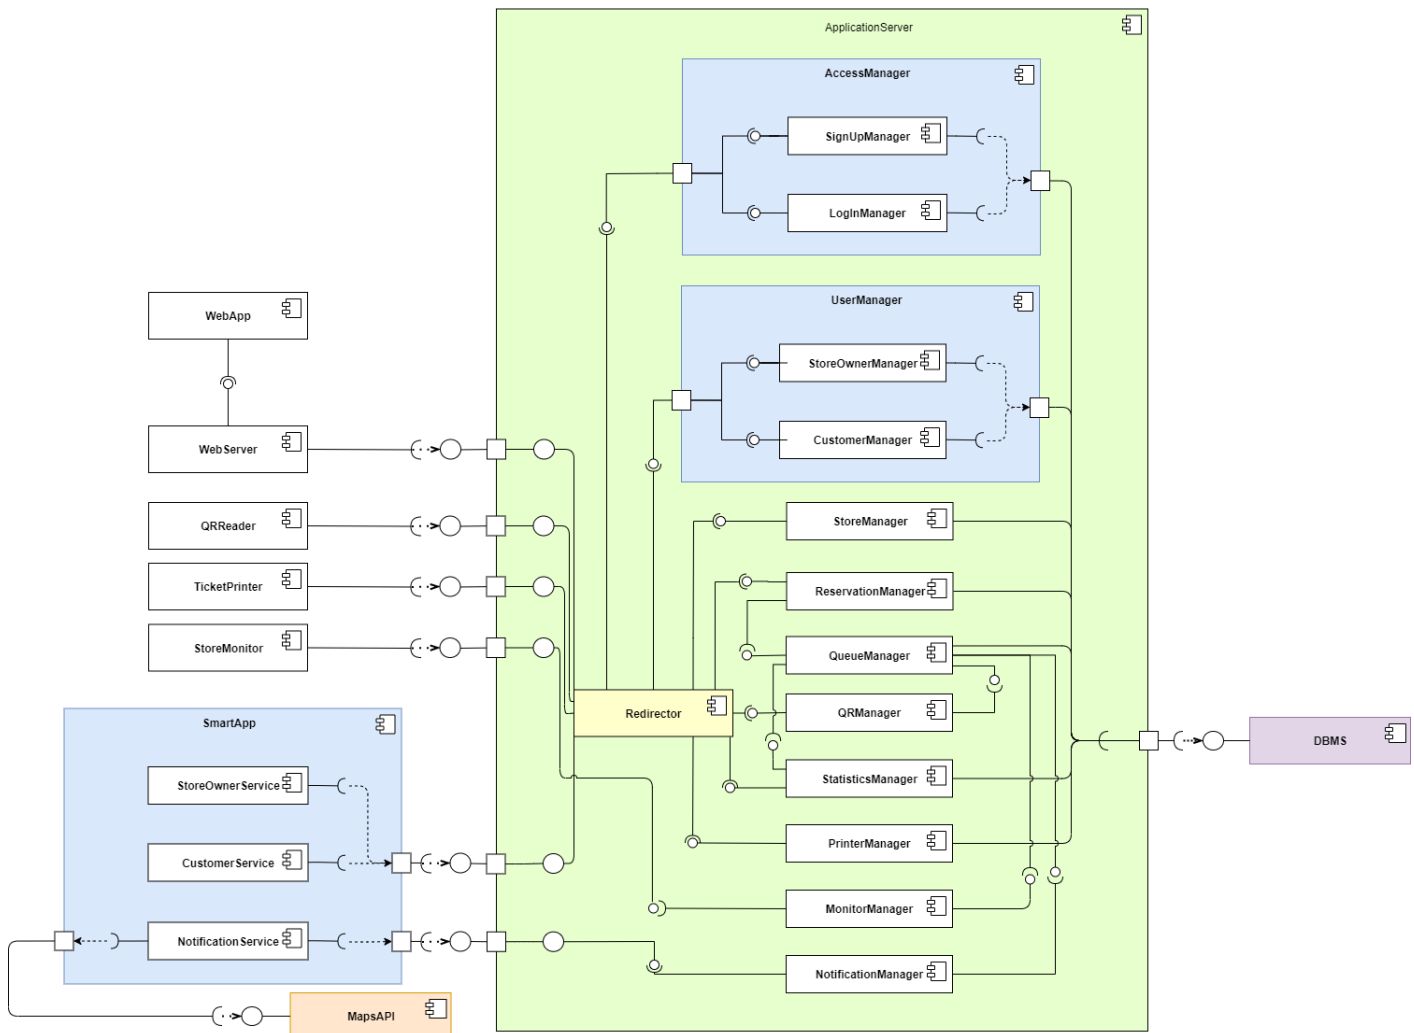 ApplicationServer
AccessManager
SignUpManager
LogInManager
UserManager
StoreOwnerManager
CustomerManager
WebApp
WebServer
QRReader
TicketPrinter
StoreMonitor
StoreManager
ReservationManager
QueueManager
QRManager
StatisticsManager
PrinterManager
MonitorManager
NotificationManager
Redirector
DBMS
SmartApp
StoreOwnerService
CustomerService
NotificationService
MapsAPI